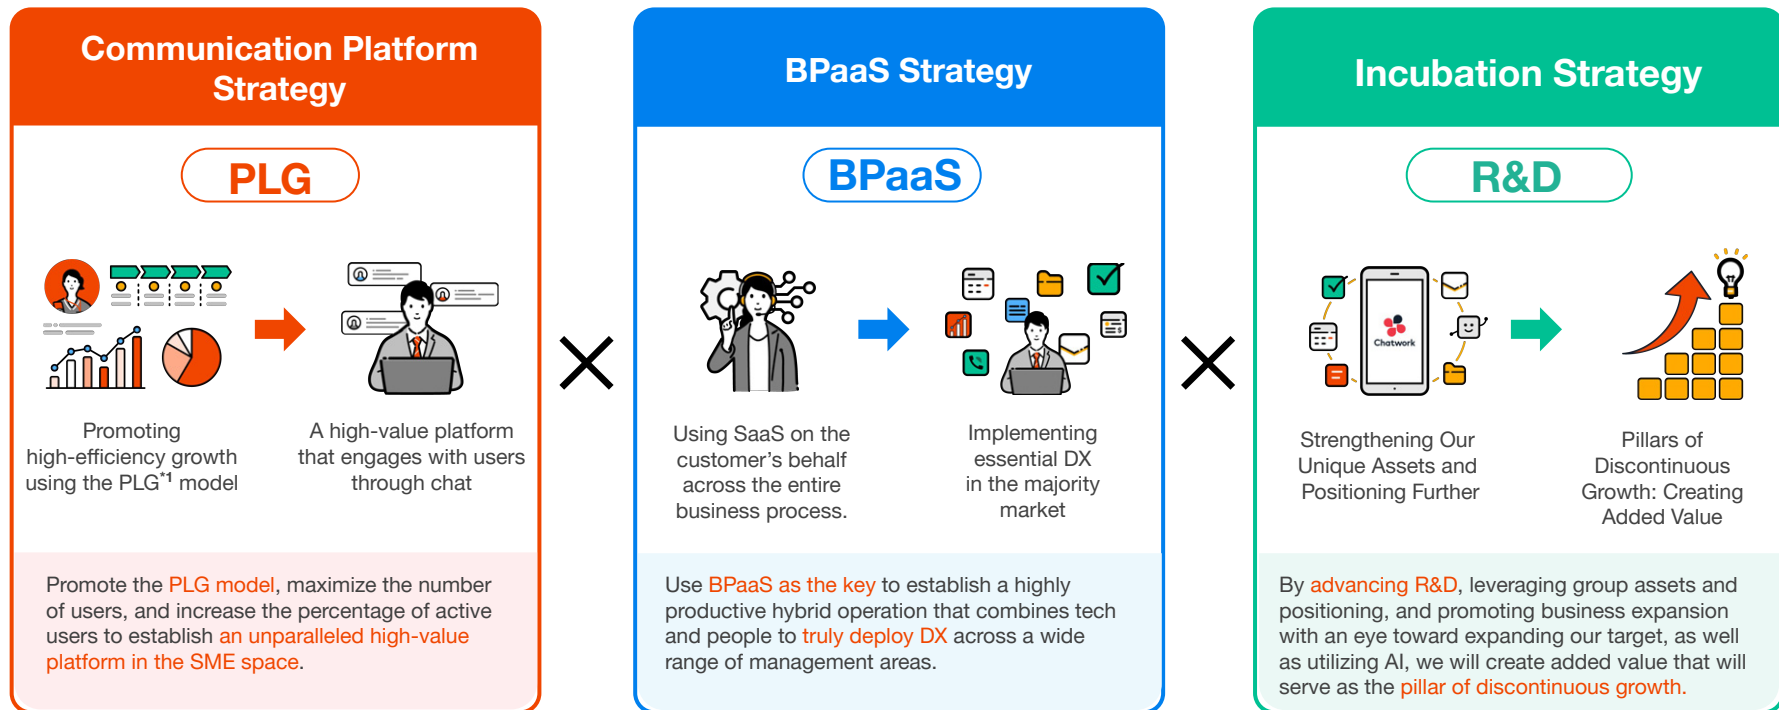 Communication Platform
Strategy
PLG
Promoting
high-efficiency growth
using the PLG*1 model
A high-value platform
that engages with users
through chat
Promote the PLG model, maximize the number
of users, and increase the percentage of active
users to establish an unparalleled high-value
platform in the SME space.
BPaaS Strategy
BPaaS
Using SaaS on the
customer's behalf
across the entire
business process.
Implementing
essential DX
in the majority
market
Use BPaaS as the key to establish a highly
productive hybrid operation that combines tech
and people to truly deploy DX across a wide
range of management areas.
Incubation Strategy
R&D
Chatwork
Strengthening Our
Unique Assets and
Positioning Further
Pillars of
Discontinuous
Growth: Creating
Added Value
By advancing R&D, leveraging group assets and
positioning, and promoting business expansion
with an eye toward expanding our target, as well
as utilizing AI, we will create added value that will
serve as the pillar of discontinuous growth.